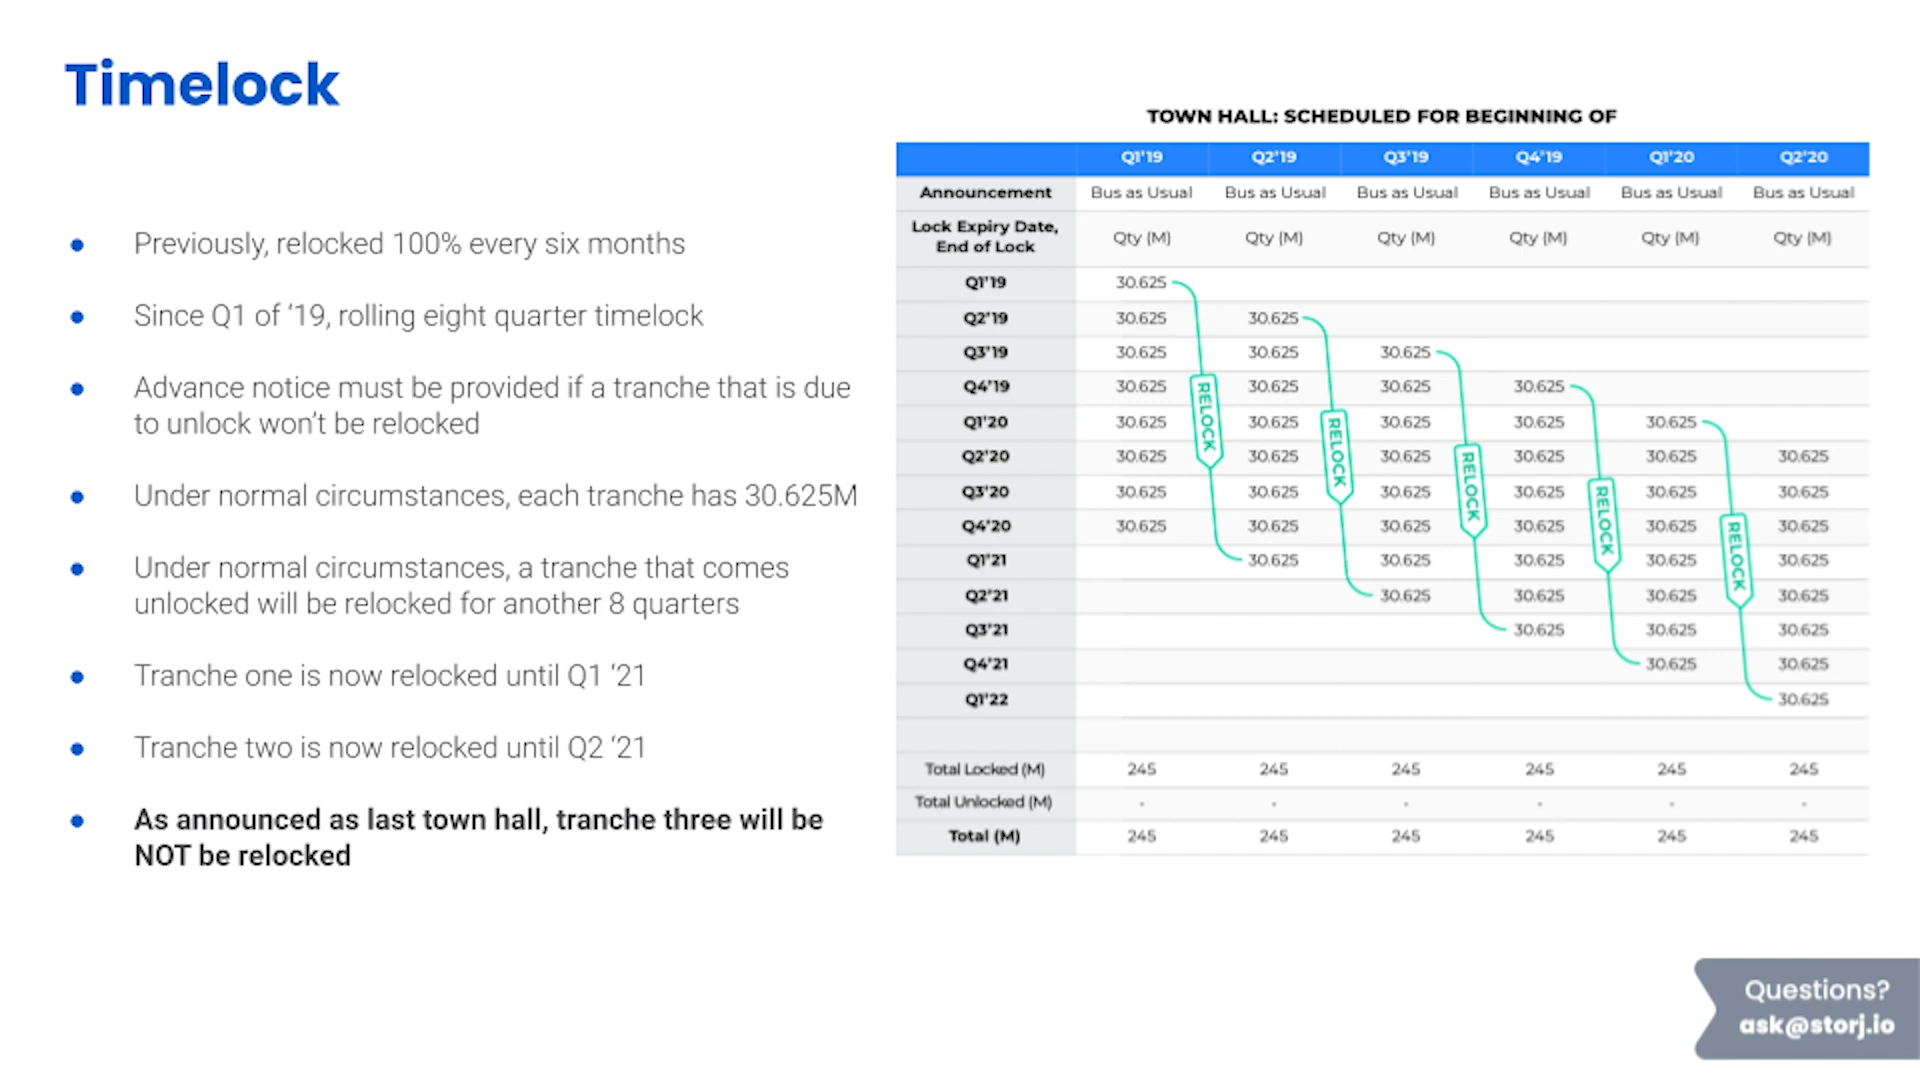 Timelock
Previously, relocked 100% every six months
Since Q1 of ‘19, rolling eight quarter timelock
Advance notice must be provided if a tranche that is due
to unlock won’t be relocked
Under normal circumstances, each tranche has 30.625M
Under normal circumstances, a tranche that comes
unlocked will be relocked for another 8 quarters
Tranche one is now relocked until Q1 ‘21
Tranche two is now relocked until Q2 ‘21
As announced as last town hall, tranche three will be
NOT be relocked
TOWN HALL: SCHEDULED FOR BEGINNING OF
Q1'19 Q2'19 Q3'19 Q4'19 Q1'20 Q2'20
Announcement Bus as Usual Bus as Usual Bus as Usual Bus as Usual Bus as Usual Bus as Usual
Lock Expiry Date,
End of Lock Qty (M) Qty (M) Qty (M) Qty (M) Qty (M) Qty (M)
Q1'19 30.625
Q2'19 30.625 30.625
Q3'19 30.625 30.625 30.625
Q4'19 30.625 30.625 30.625 30.625
Q1'20 30.625 30.625 30.625 30.625 30.625
Q2'20 30.625 30.625 30.625 30.625 30.625 30.625
Q3'20 30.625 30.625 30.625 30.625 30.625 30.625
Q4'20 30.625 30.625 30.625 30.625 30.625 30.625
Q1'21 30.625 30.625 30.625 30.625 30.625
Q2'21 30.625 30.625 30.625 30.625
Q3'21 30.625 30.625 30.625
Q4'21 30.625 30.625
Q1'22 30.625
RELOCK
RELOCK
RELOCK
RELOCK
RELOCK
Total Locked (M) 245 245 245 245 245 245
Total Unlocked (M) - - - - - -
Total (M) 245 245 245 245 245 245
Questions?
ask@storj.io